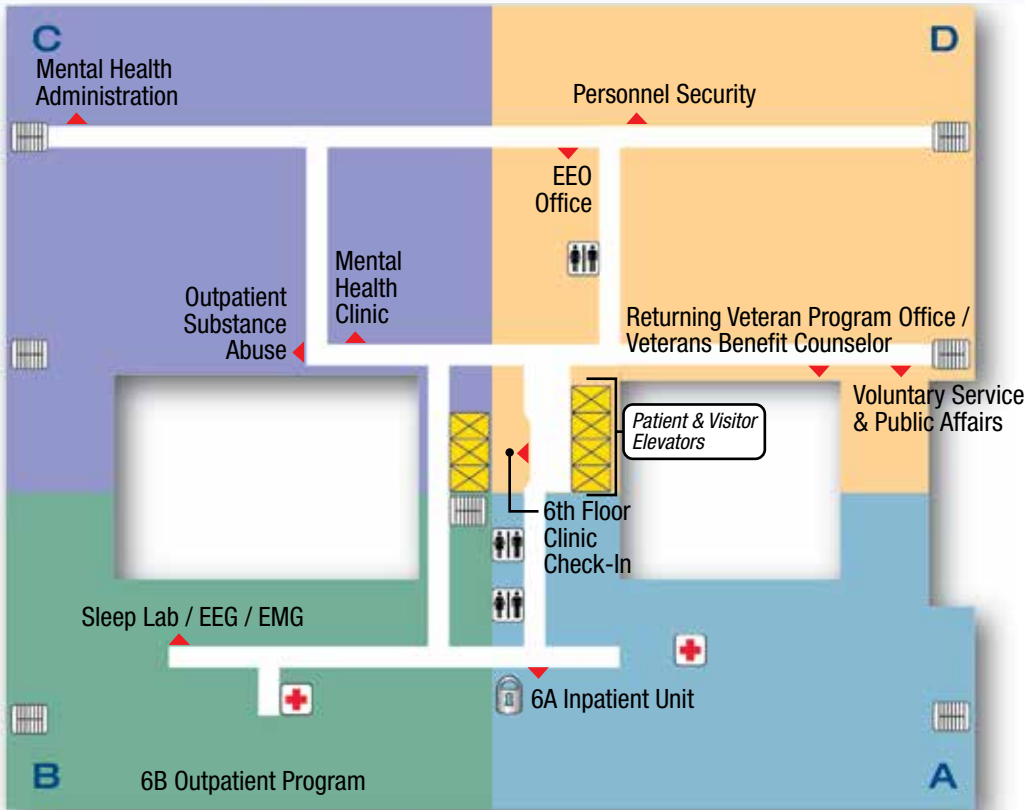 C
D
Mental Health
Administration
Personnel Security
EEO
Office
Mental
Health
Clinic
Outpatient
Substance
Abuse
Returning Veteran Program Office /
Veterans Benefit Counselor
Voluntary Service
& Public Affairs
Patient & Visitor
Elevators
6th Floor
Clinic
Check-In
Sleep Lab / EEG / EMG
6A Inpatient Unit
6B Outpatient Program
B
A